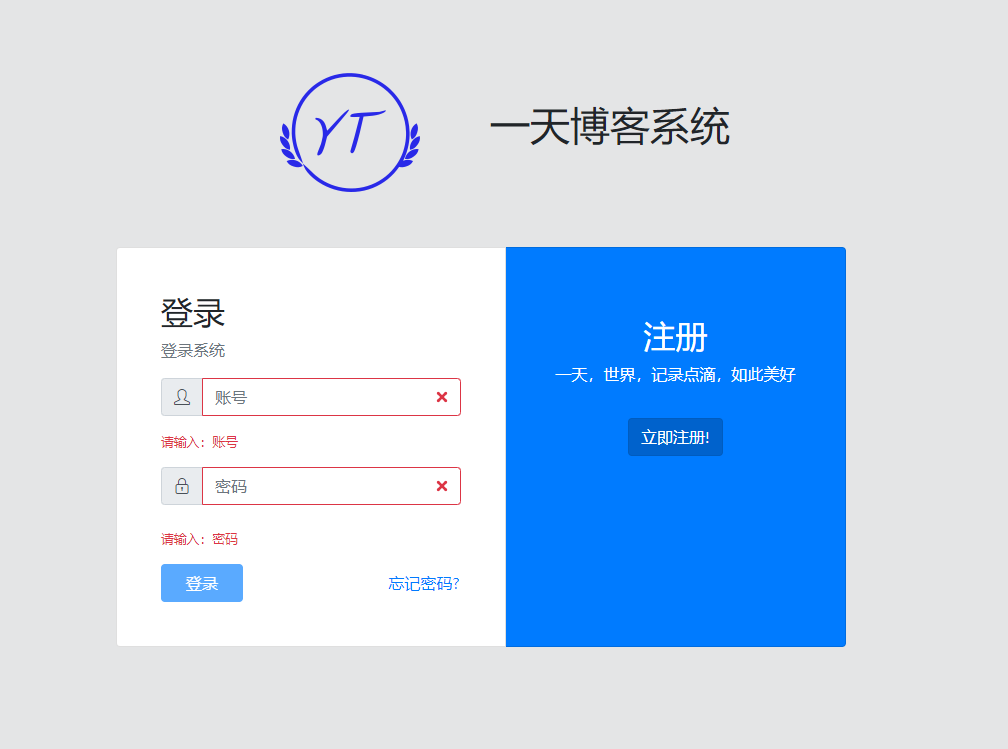 YT
一天博客系统
登录
登录系统
账号
请输入：账号
密码
请输入：密码
登录
忘记密码?
注册
一天，世界，记录点滴，如此美好
立即注册!